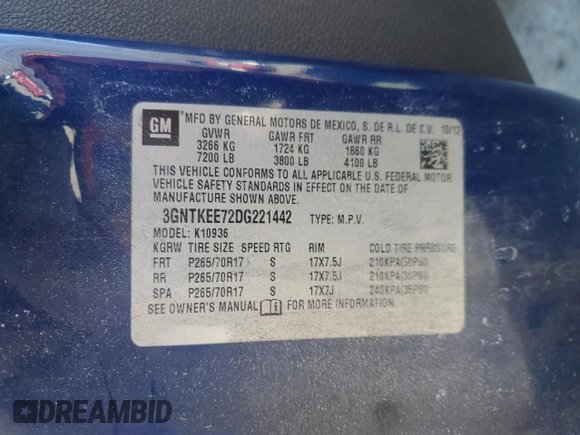 GM
MFD BY GENERAL MOTORS DE MEXICO, S. DE R.L. DE C.V. 10/12
GVWR GAWR FRT GAWR RR
3266 KG 1724 KG 1860 KG
7200 LB 3800 LB 4100 LB
THIS VEHICLE CONFORMS TO ALL APPLICABLE U.S. FEDERAL MOTOR
VEHICLE SAFETY STANDARDS IN EFFECT ON THE DATE OF
MANUFACTURE SHOWN ABOVE.
3GNTKEE72DG221442 TYPE: M.P.V.
MODEL: K10936
KGRW TIRE SIZE SPEED RTG RIM COLD TIRE PRESSURE
FRT P265/70R17 S 17X7.5J 210KPA(30PSI)
RR P265/70R17 S 17X7.5J 210KPA(30PSI)
SPA P265/70R17 S 17X7J 240KPA(35PSI)
SEE OWNER'S MANUAL FOR MORE INFORMATION
DREAMBID